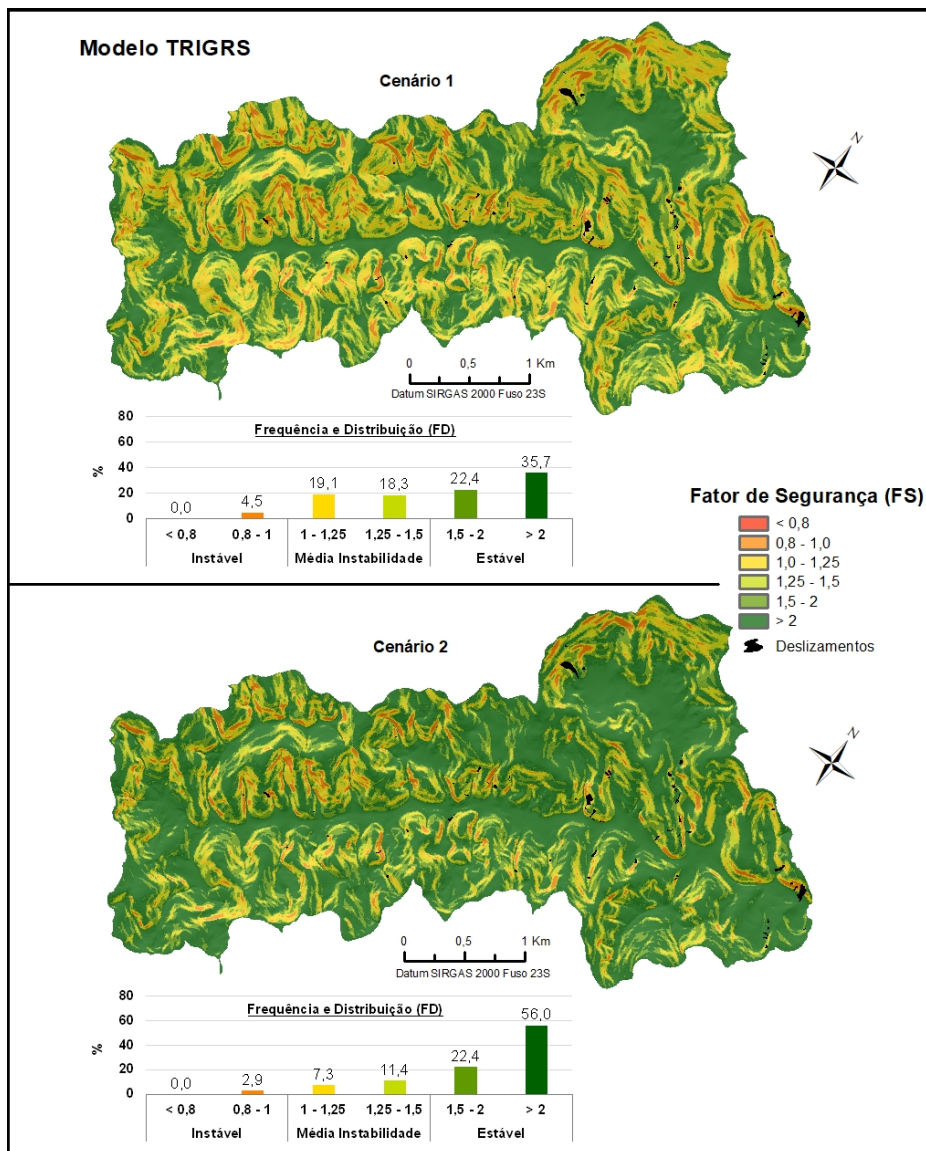 Modelo TRIGRS
Cenário 1
N
0 0,5 1 Km
Datum SIRGAS 2000 Fuso 23S
Frequência e Distribuição (FD)
%
80
60
40
20
0
0,0 4,5 19,1 18,3 22,4 35,7
< 0,8 0,8 - 1 1 - 1,25 1,25 - 1,5 1,5 - 2 > 2
Instável Média Instabilidade Estável
Fator de Segurança (FS)
< 0,8
0,8 - 1,0
1,0 - 1,25
1,25 - 1,5
1,5 - 2
> 2
Deslizamentos
Cenário 2
N
0 0,5 1 Km
Datum SIRGAS 2000 Fuso 23S
Frequência e Distribuição (FD)
%
80
60
40
20
0
0,0 2,9 7,3 11,4 22,4 56,0
< 0,8 0,8 - 1 1 - 1,25 1,25 - 1,5 1,5 - 2 > 2
Instável Média Instabilidade Estável